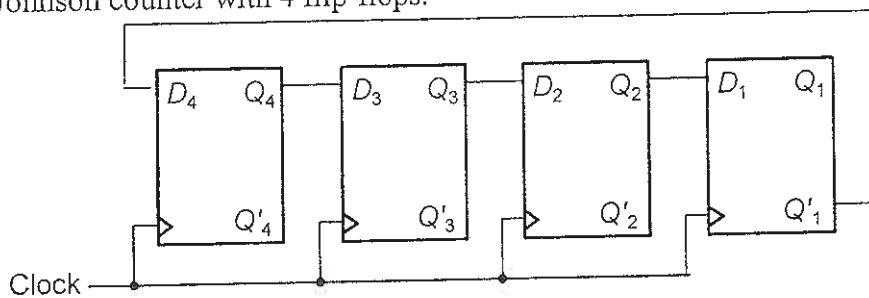 Johnson counter with 4 flip-flops.
D₄ Q₄ D₃ Q₃ D₂ Q₂ D₁ Q₁
Q'₄ Q'₃ Q'₂ Q'₁
Clock